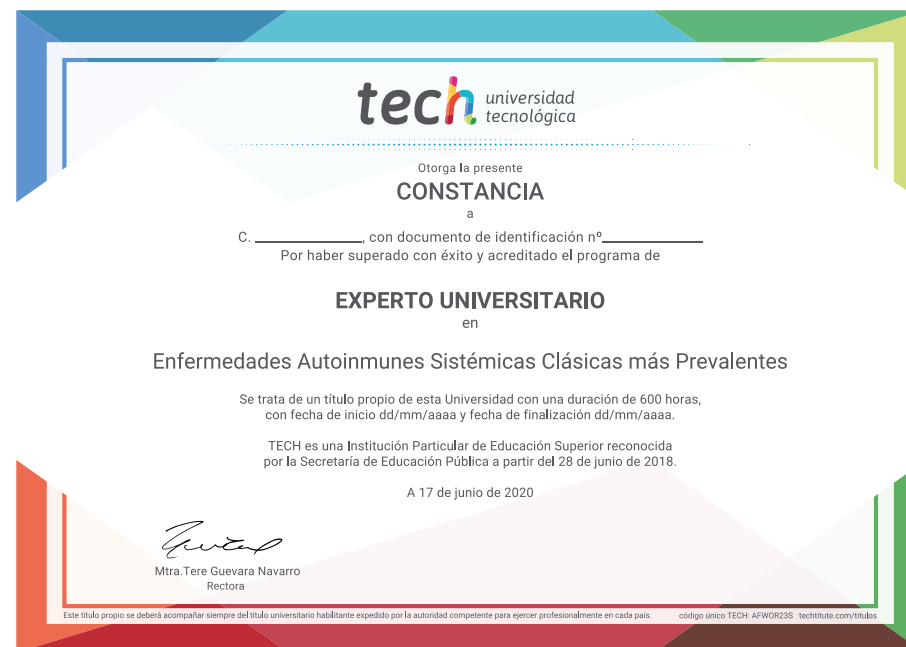 tech universidad
tecnológica
Otorga la presente
CONSTANCIA
a
C. ____________, con documento de identificación nº____________
Por haber superado con éxito y acreditado el programa de
EXPERTO UNIVERSITARIO
en
Enfermedades Autoinmunes Sistémicas Clásicas más Prevalentes
Se trata de un título propio de esta Universidad con una duración de 600 horas,
con fecha de inicio dd/mm/aaaa y fecha de finalización dd/mm/aaaa.
TECH es una Institución Particular de Educación Superior reconocida
por la Secretaría de Educación Pública a partir del 28 de junio de 2018.
A 17 de junio de 2020
Mtra.Tere Guevara Navarro
Rectora
Este título propio se deberá acompañar siempre del título universitario habilitante expedido por la autoridad competente para ejercer profesionalmente en cada país. código único TECH: AFWOR23S techtitute.com/titulos